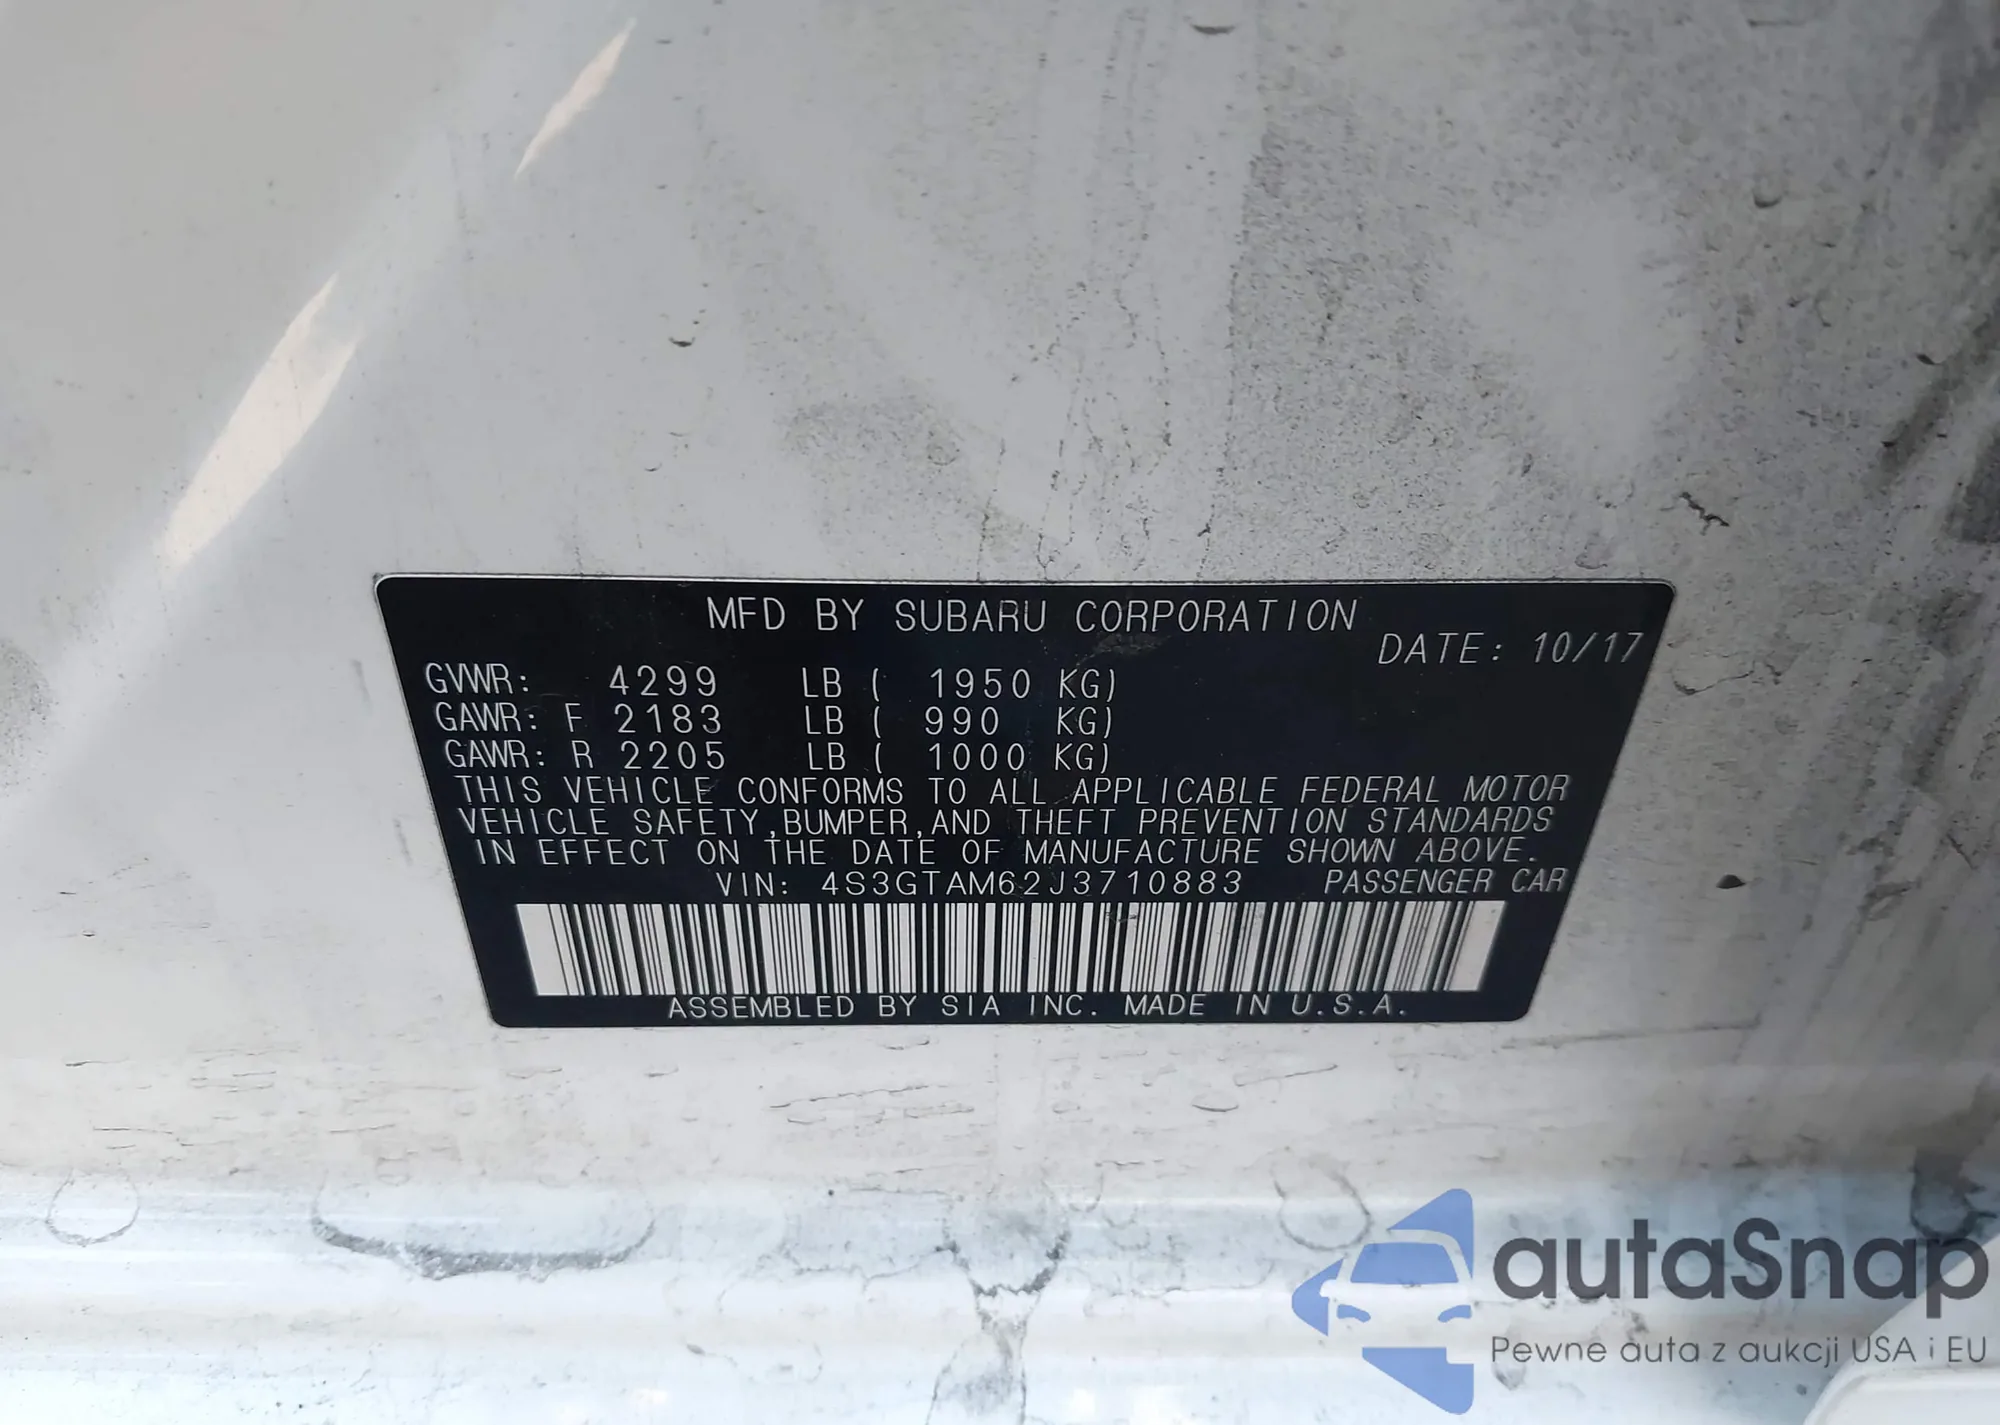 MFD BY SUBARU CORPORATION
DATE: 10/17
GVWR: 4299 LB ( 1950 KG)
GAWR: F 2183 LB ( 990 KG)
GAWR: R 2205 LB ( 1000 KG)
THIS VEHICLE CONFORMS TO ALL APPLICABLE FEDERAL MOTOR
VEHICLE SAFETY,BUMPER,AND THEFT PREVENTION STANDARDS
IN EFFECT ON THE DATE OF MANUFACTURE SHOWN ABOVE.
VIN: 4S3GTAM62J3710883 PASSENGER CAR
ASSEMBLED BY SIA INC. MADE IN U.S.A.
autaSnap
Pewne auta z aukcji USA i EU